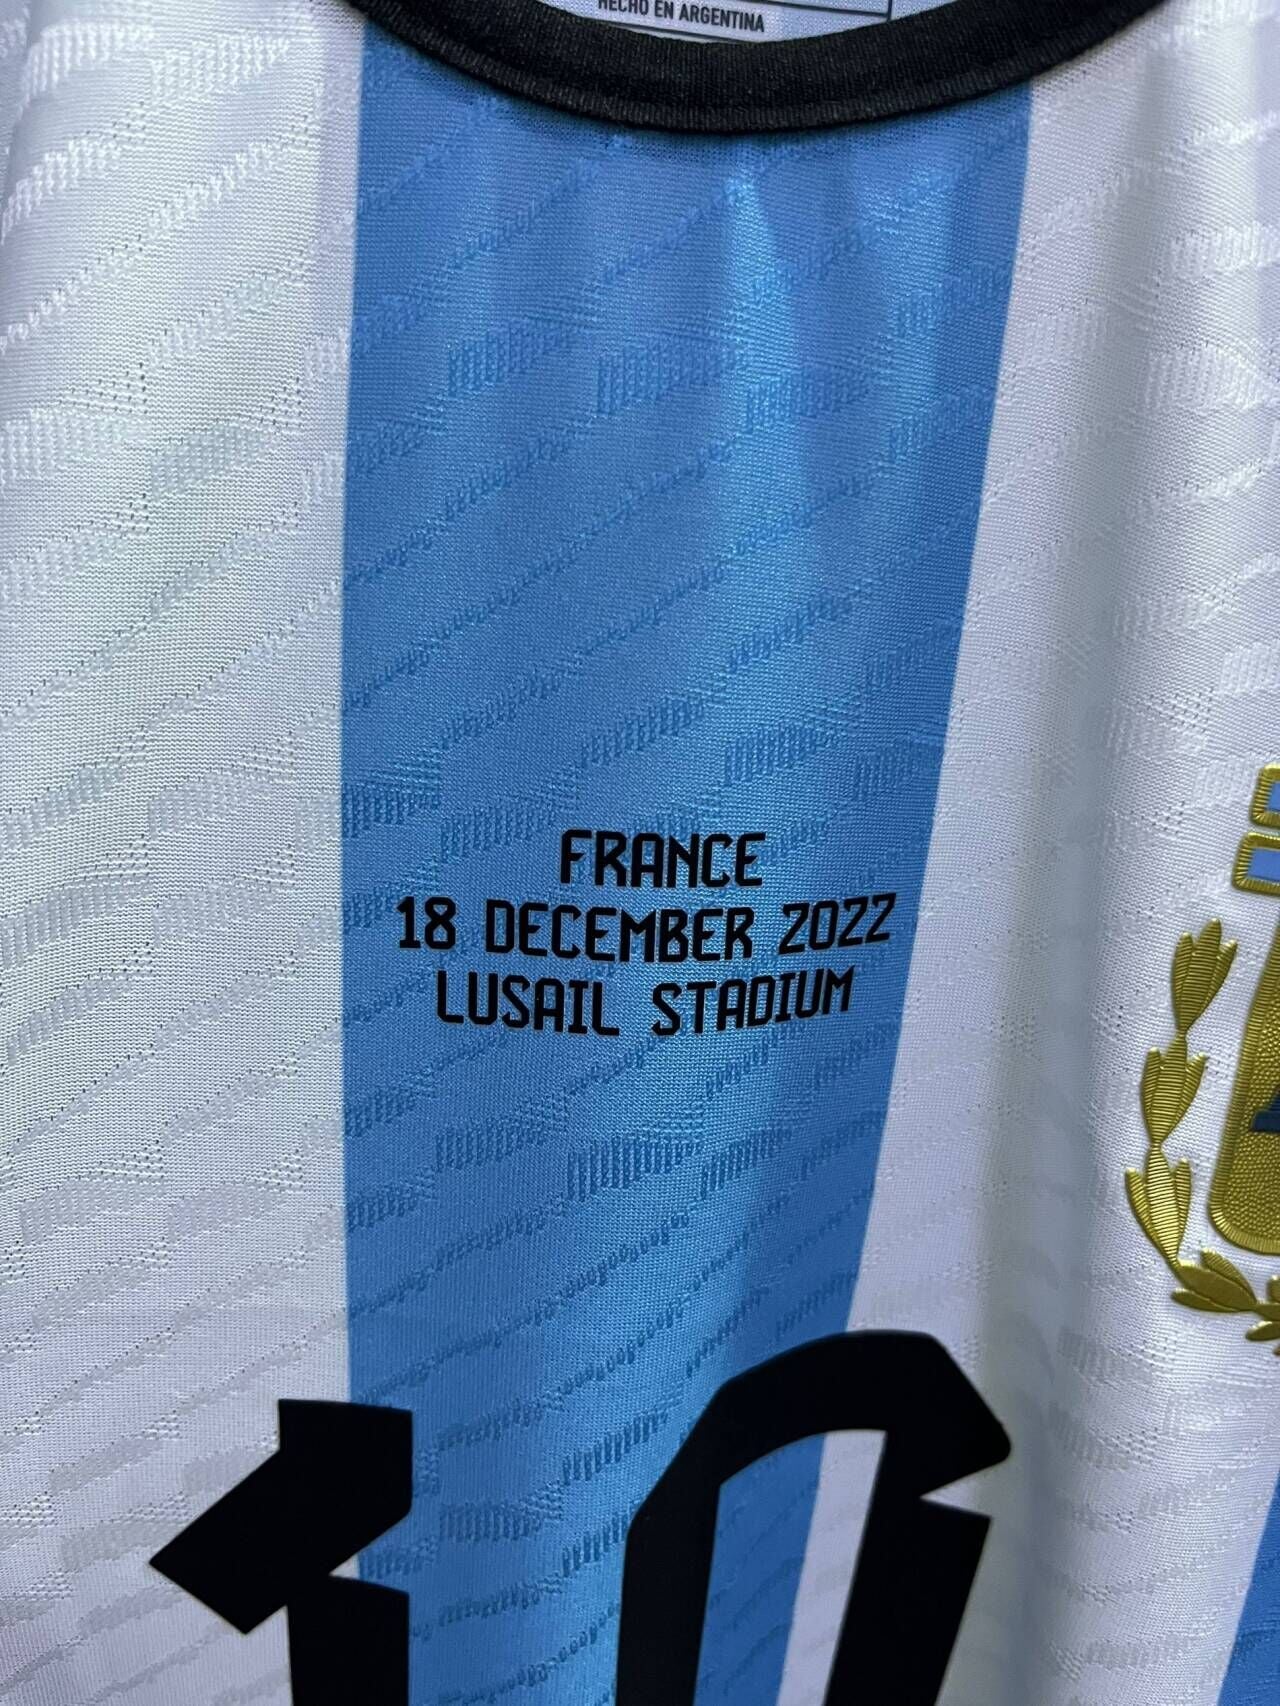 HECHO EN ARGENTINA
FRANCE
18 DECEMBER 2022
LUSAIL STADIUM
10